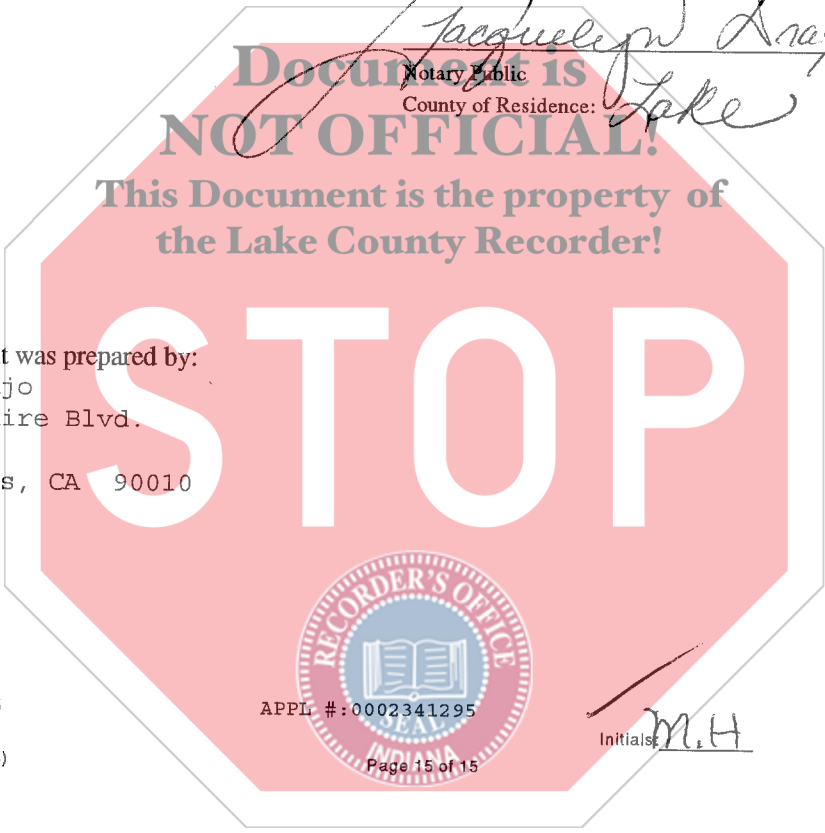 Jacquelyn Dra
Document is
Notary Public
County of Residence: Lake
NOT OFFICIAL!
This Document is the property of
the Lake County Recorder!
STOP
t was prepared by:
jo
ire Blvd.
s, CA 90010
RECORDER'S OFFICE
APPL #:0002341295
SEAL
INDIANA
Initials: M.H
Page 15 of 15